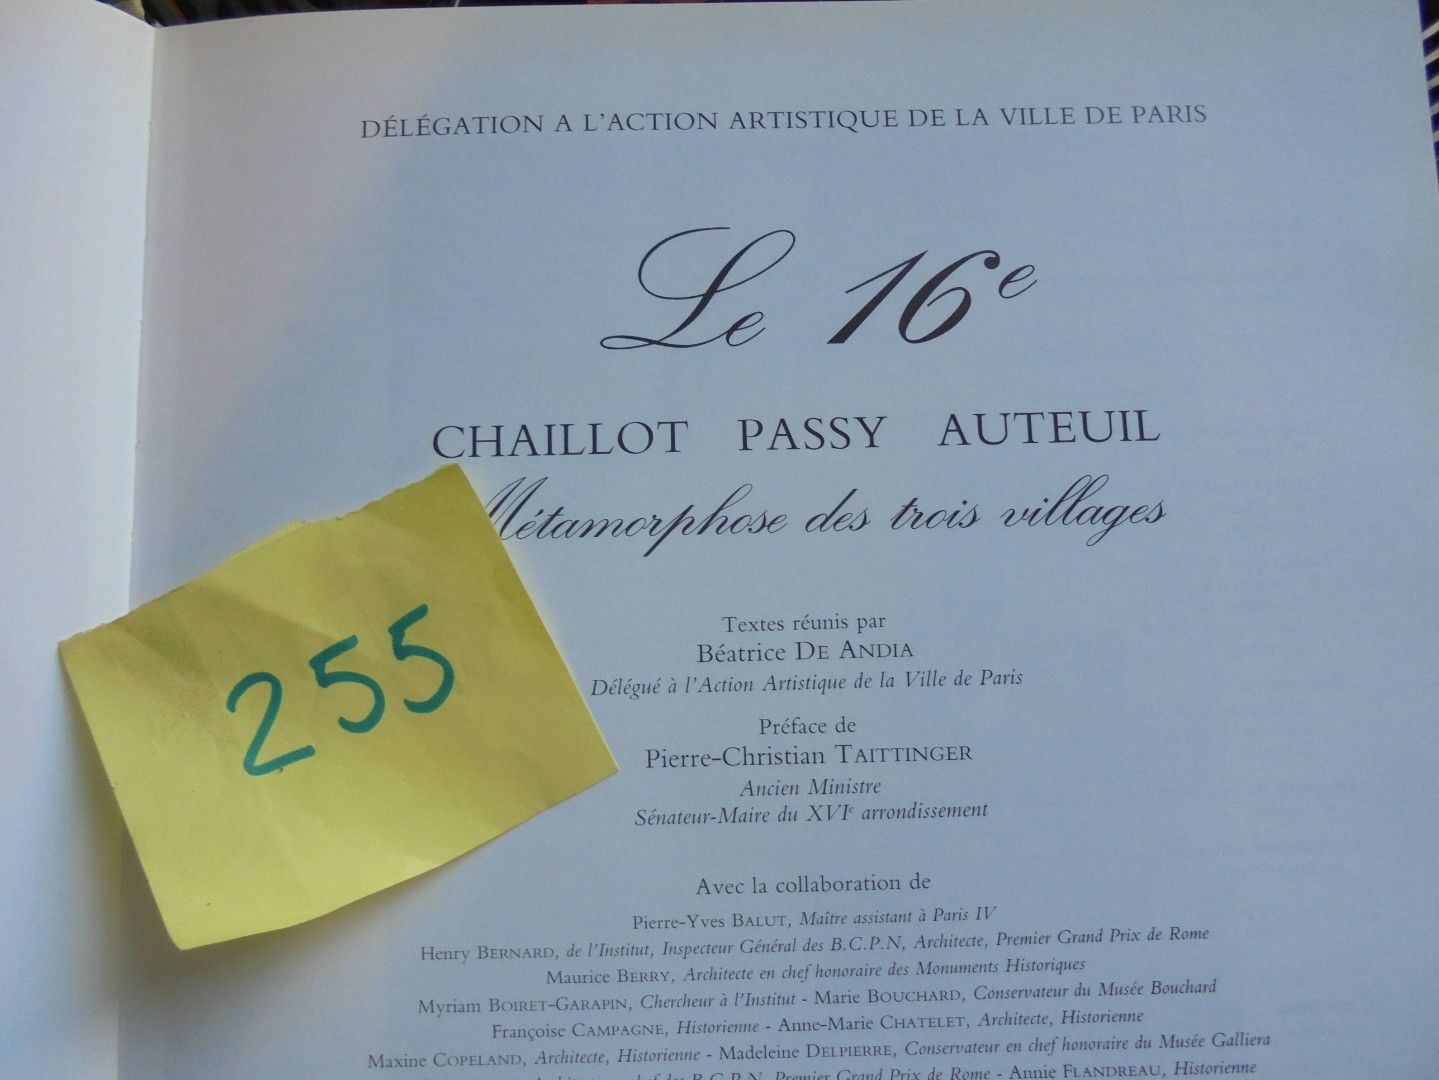 DÉLÉGATION A L'ACTION ARTISTIQUE DE LA VILLE DE PARIS
Le 16e
CHAILLOT PASSY AUTEUIL
Métamorphose des trois villages
255
Textes réunis par
Béatrice DE ANDIA
Délégué à l'Action Artistique de la Ville de Paris
Préface de
Pierre-Christian TAITTINGER
Ancien Ministre
Sénateur-Maire du XVIe arrondissement
Avec la collaboration de
Pierre-Yves BALUT, Maître assistant à Paris IV
Henry BERNARD, de l'Institut, Inspecteur Général des B.C.P.N, Architecte, Premier Grand Prix de Rome
Maurice BERRY, Architecte en chef honoraire des Monuments Historiques
Myriam BOIRET-GARAPIN, Chercheur à l'Institut - Marie BOUCHARD, Conservateur du Musée Bouchard
Françoise CAMPAGNE, Historienne - Anne-Marie CHATELET, Architecte, Historienne
Maxine COPELAND, Architecte, Historienne - Madeleine DELPIERRE, Conservateur en chef honoraire du Musée Galliera
des B.C.P.N, Premier Grand Prix de Rome - Annie FLANDREAU, Historienne